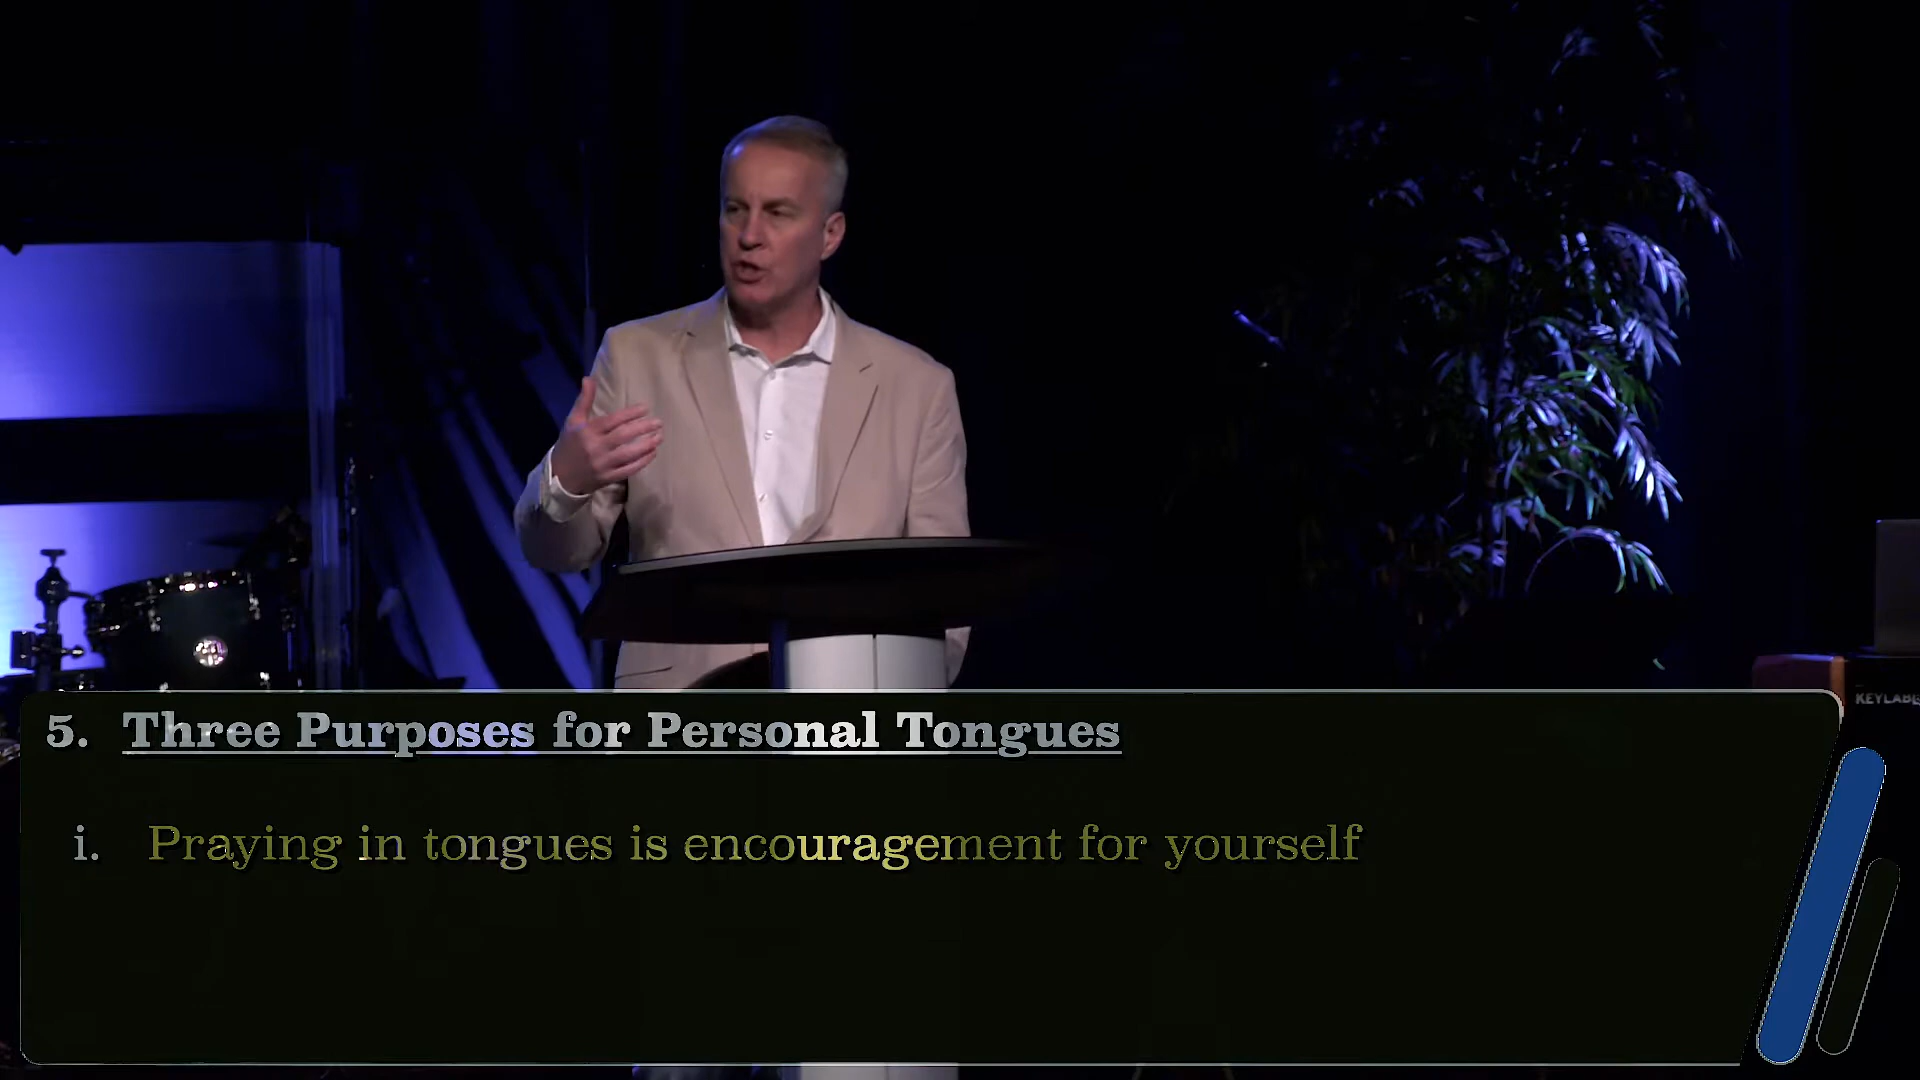 5. Three Purposes for Personal Tongues
i. Praying in tongues is encouragement for yourself